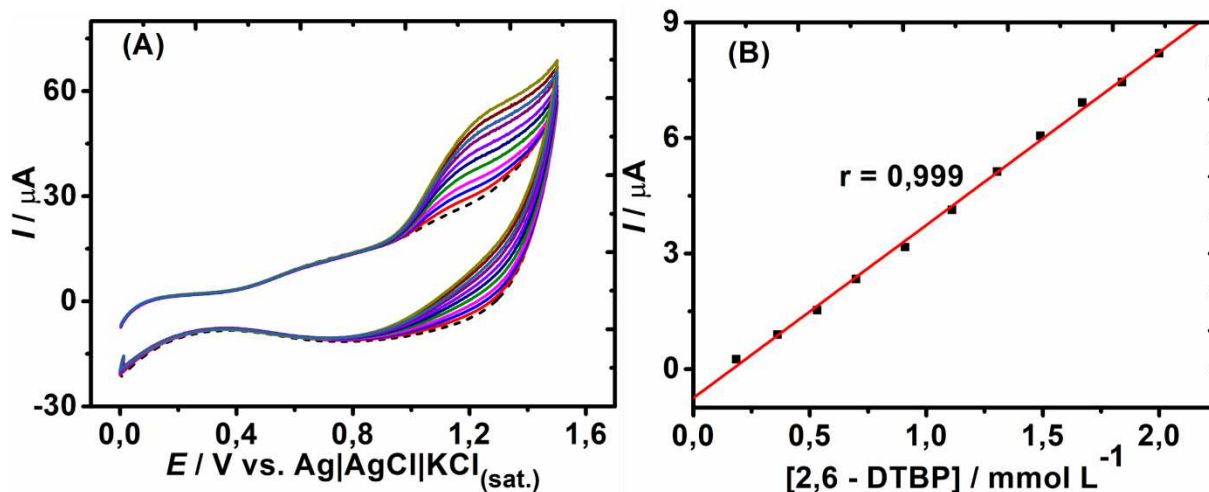 (A)
I / µA
60
30
0
-30
0,0 0,4 0,8 1,2 1,6
E / V vs. Ag|AgCl|KCl(sat.)
(B)
I / µA
9
6
3
0
r = 0,999
0,0 0,5 1,0 1,5 2,0
[2,6 - DTBP] / mmol L-1